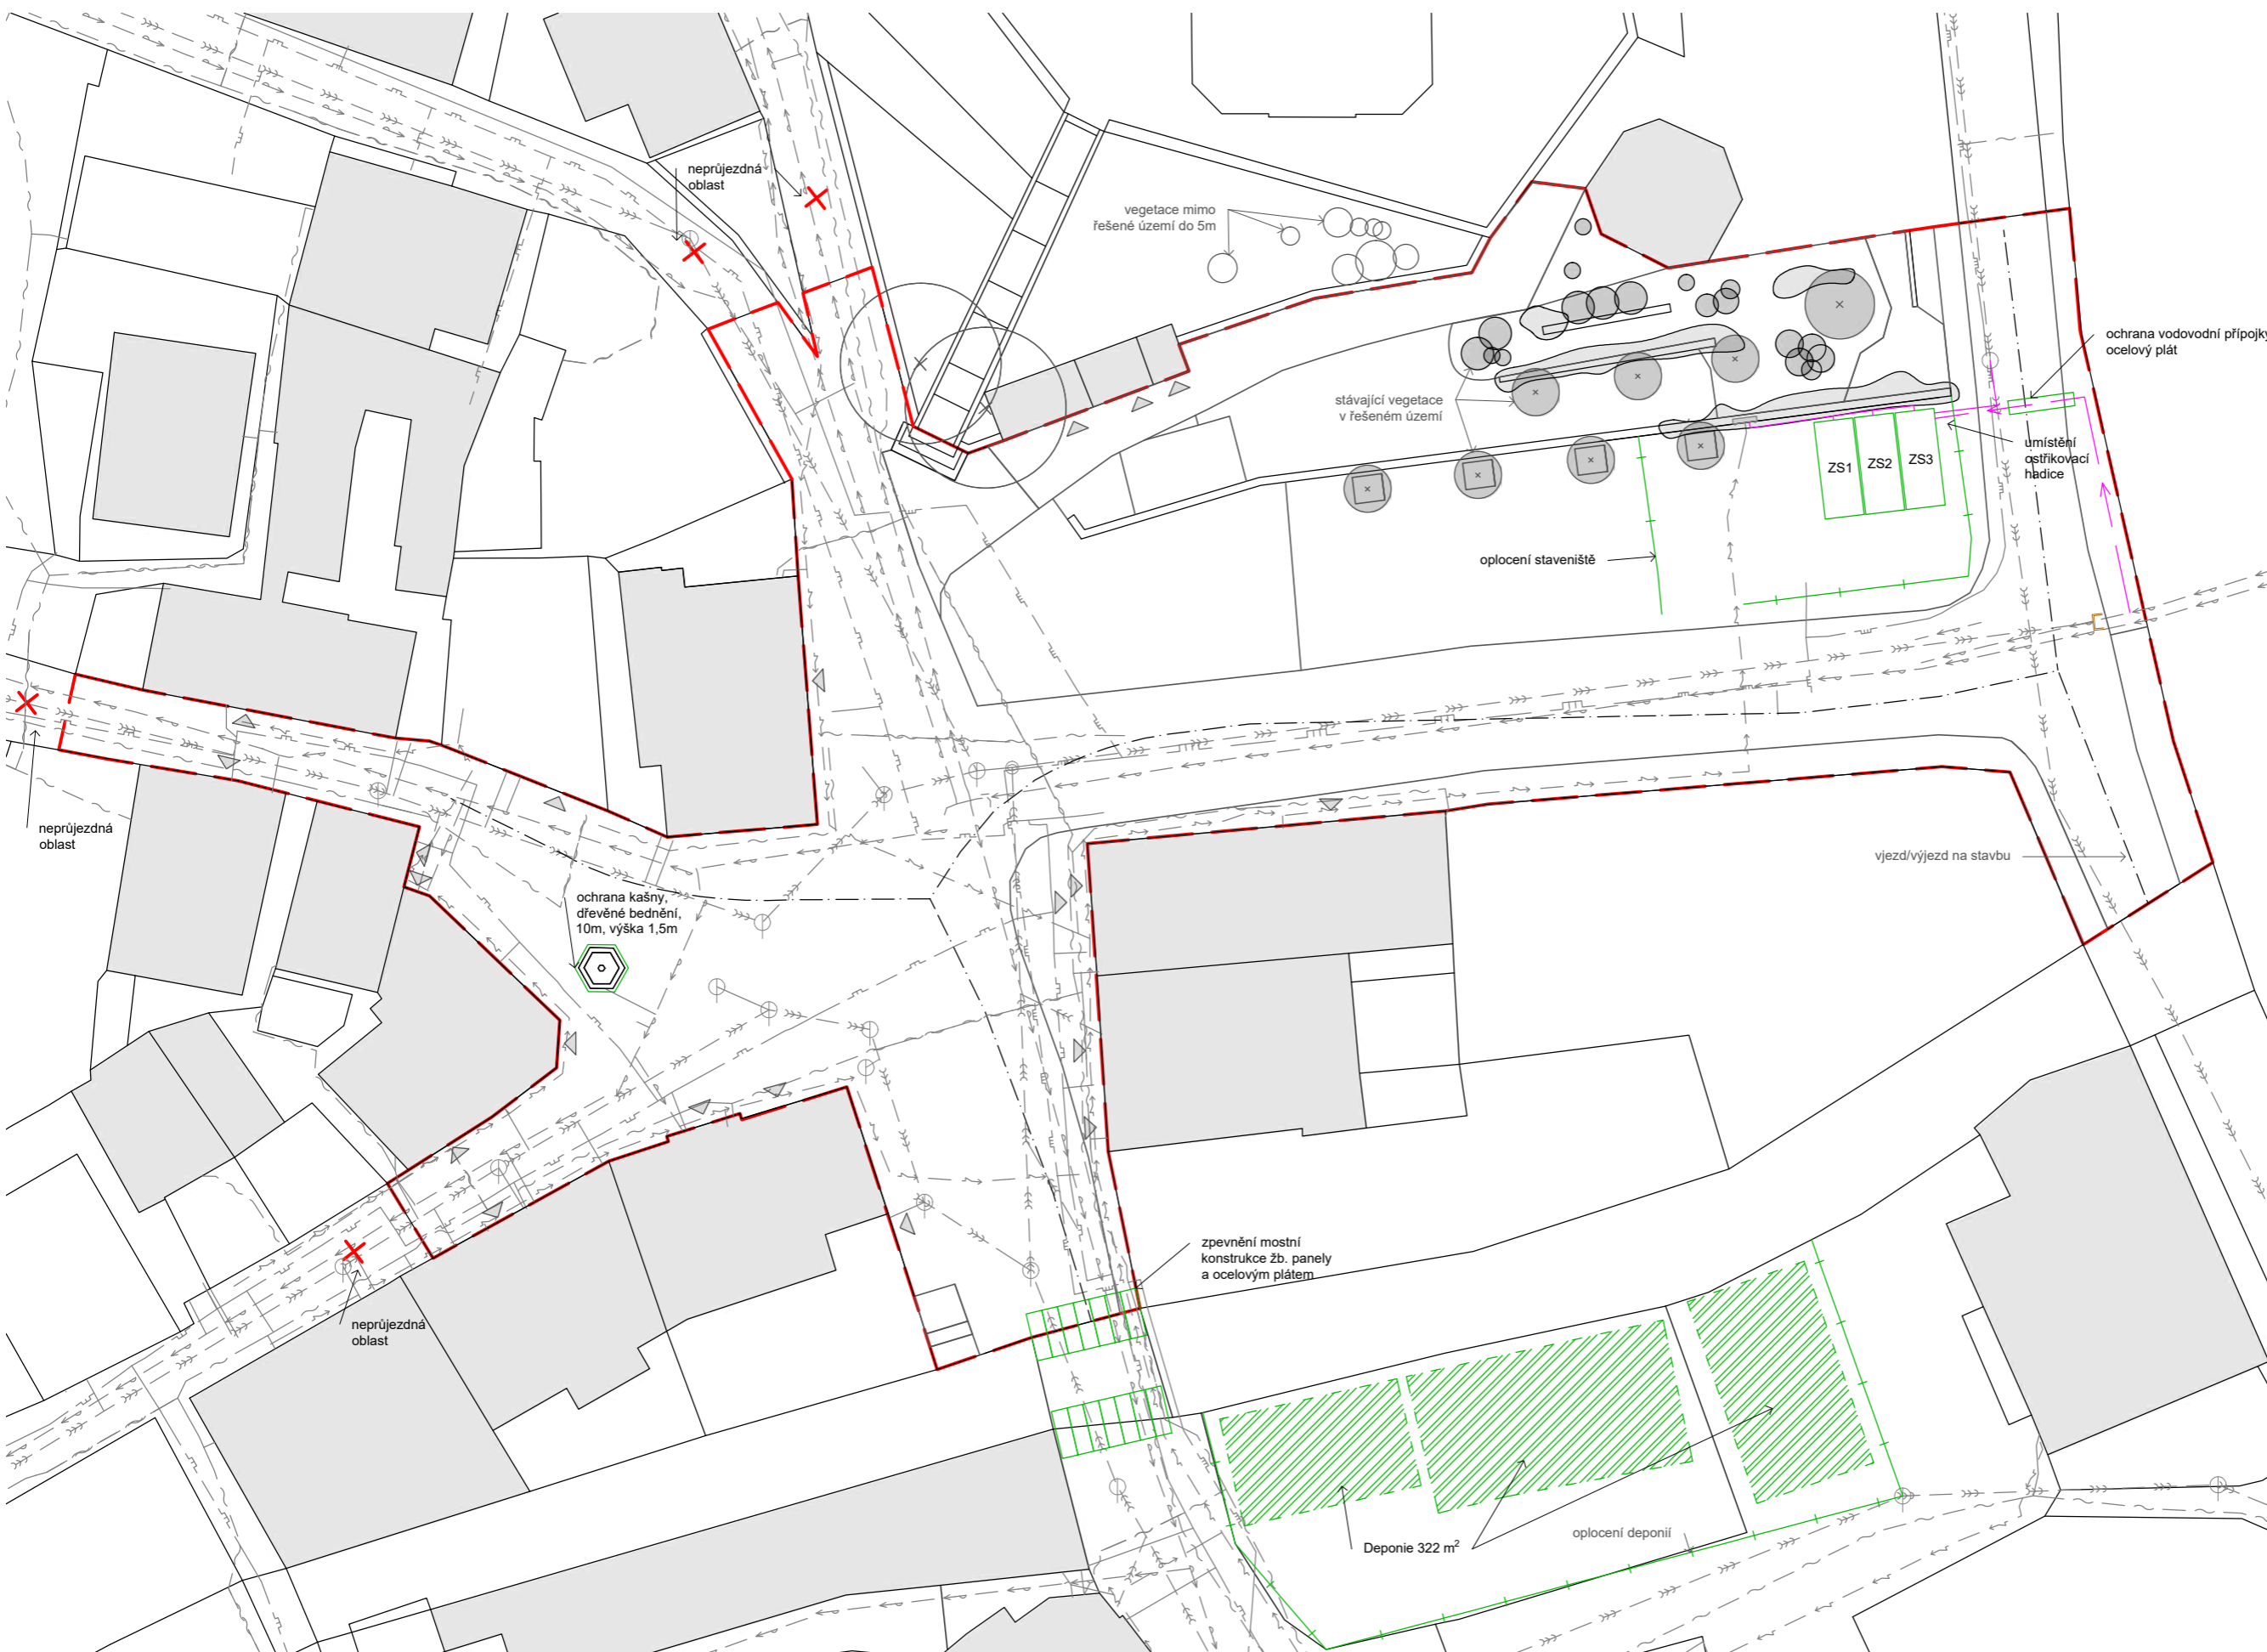 neprůjezdná
oblast
vegetace mimo
řešené území do 5m
ochrana vodovodní přípojky
ocelový plát
stávající vegetace
v řešeném území
umístění
ostřikovací
hadice
ZS1
ZS2
ZS3
oplocení staveniště
neprůjezdná
oblast
vjezd/výjezd na stavbu
ochrana kašny,
dřevěné bednění,
10m, výška 1,5m
zpevnění mostní
konstrukce žb. panely
a ocelovým plátem
neprůjezdná
oblast
oplocení deponií
Deponie 322 m²